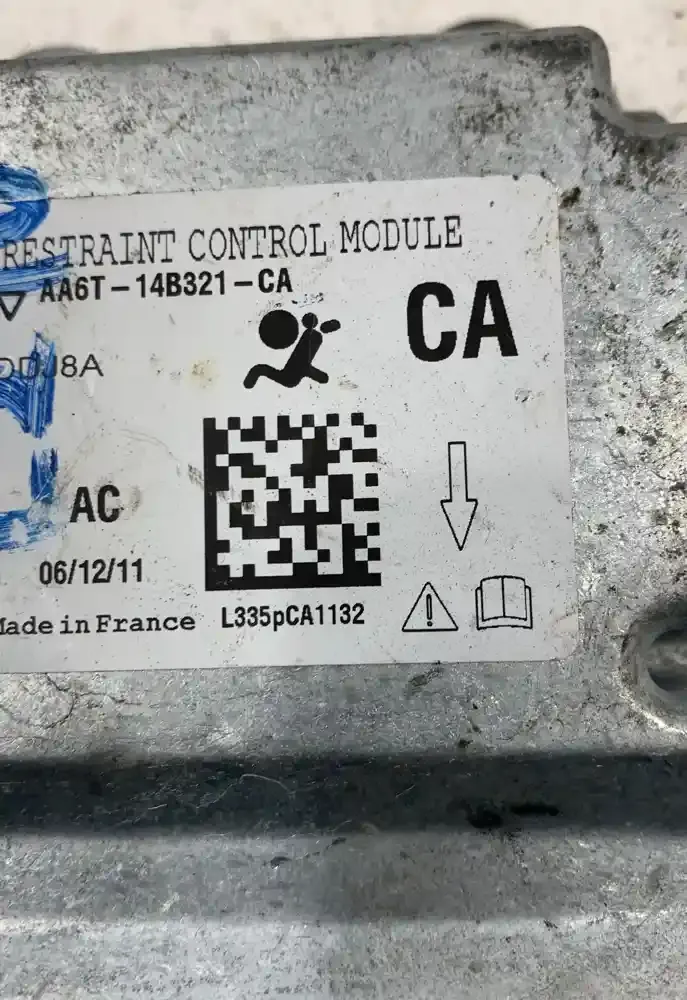 RESTRAINT CONTROL MODULE
AA6T-14B321-CA
CA
AC
06/12/11
Made in France
L335pCA1132